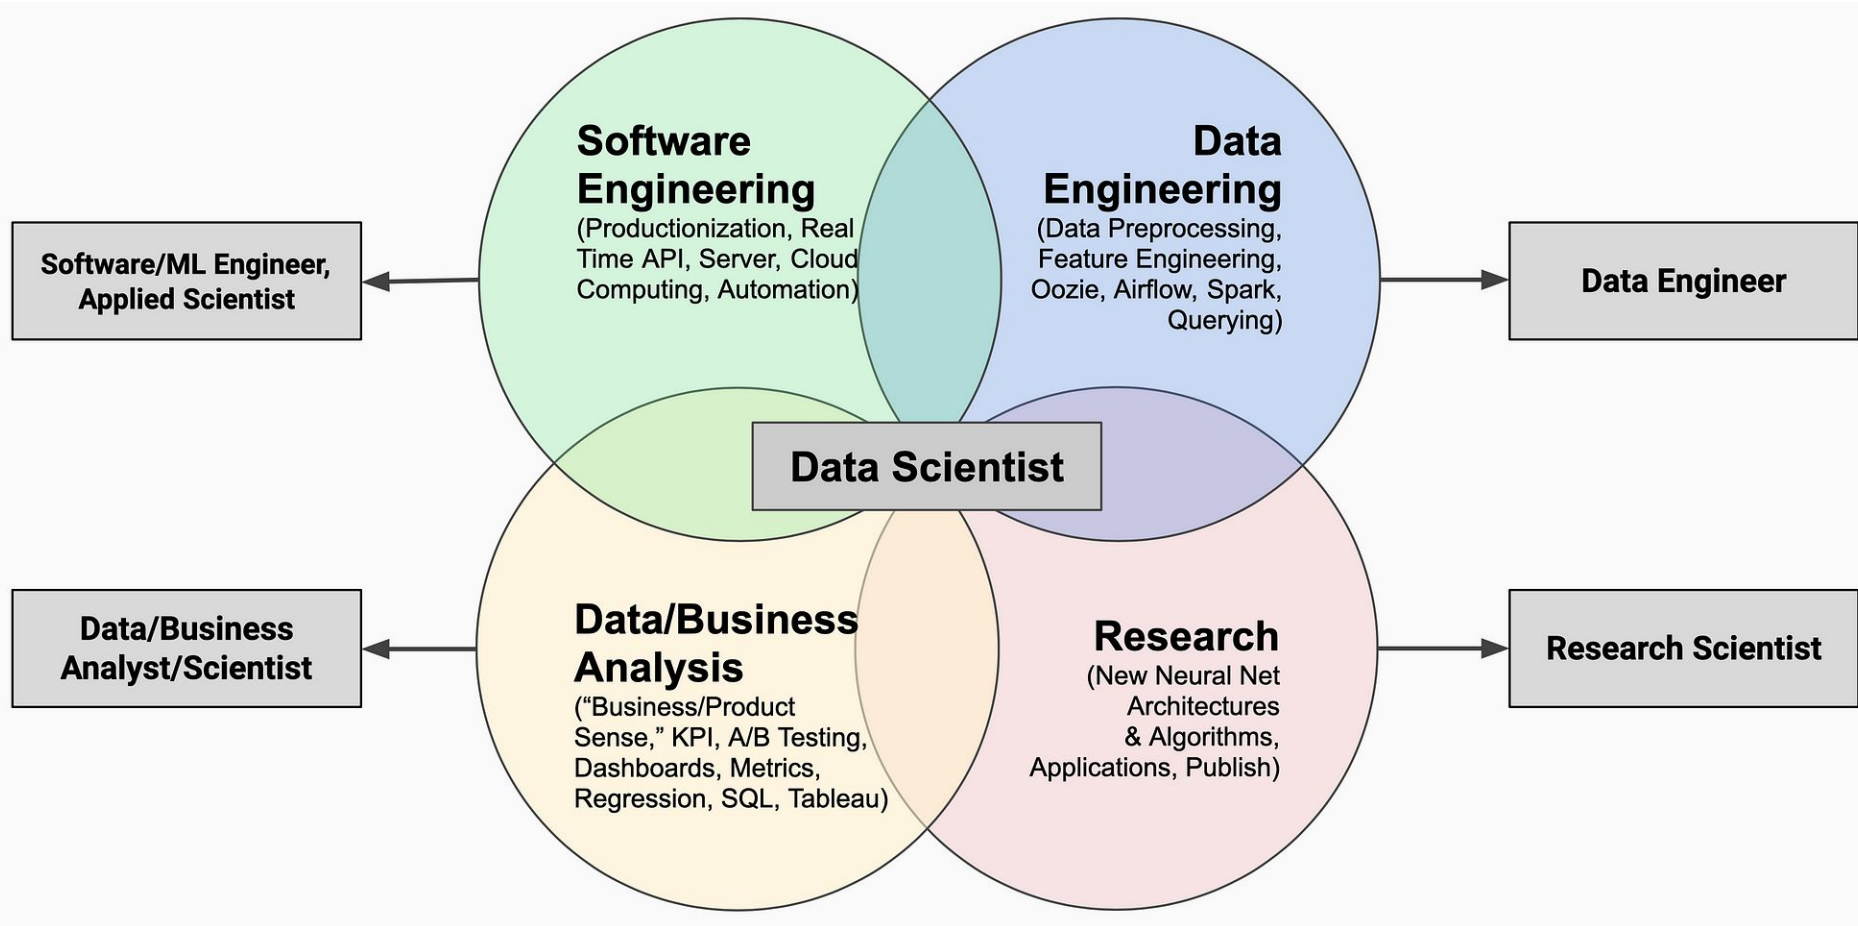 Software
Engineering
(Productionization, Real
Time API, Server, Cloud
Computing, Automation)
Data
Engineering
(Data Preprocessing,
Feature Engineering,
Oozie, Airflow, Spark,
Querying)
Software/ML Engineer,
Applied Scientist
Data Engineer
Data Scientist
Data/Business
Analyst/Scientist
Data/Business
Analysis
(“Business/Product
Sense,” KPI, A/B Testing,
Dashboards, Metrics,
Regression, SQL, Tableau)
Research
(New Neural Net
Architectures
& Algorithms,
Applications, Publish)
Research Scientist